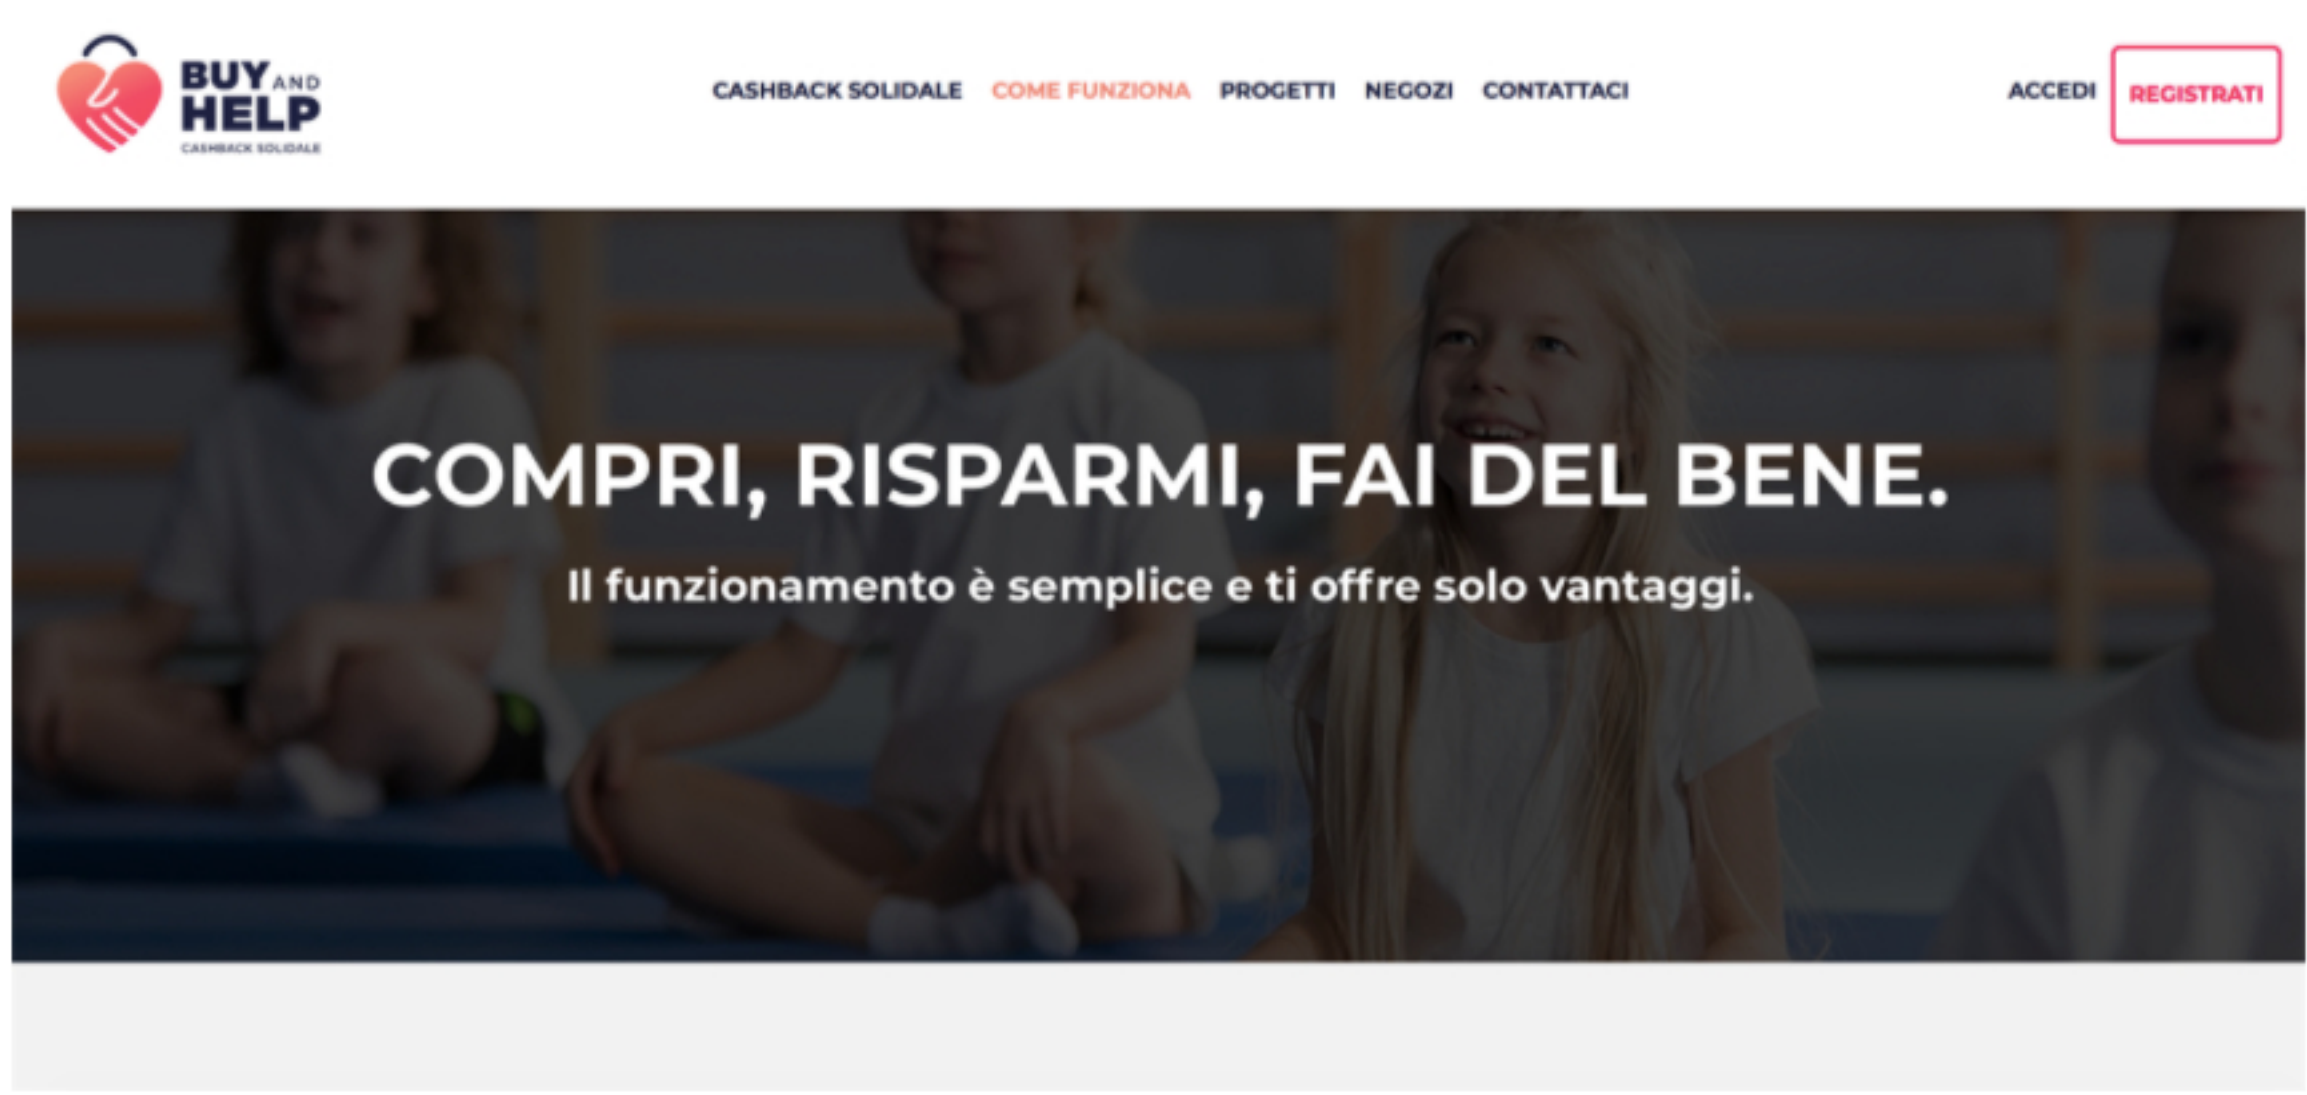 BUY AND
HELP
CASHBACK SOLIDALE
CASHBACK SOLIDALE COME FUNZIONA PROGETTI NEGOZI CONTATTACI
ACCEDI REGISTRATI
COMPRI, RISPARMI, FAI DEL BENE.
Il funzionamento è semplice e ti offre solo vantaggi.